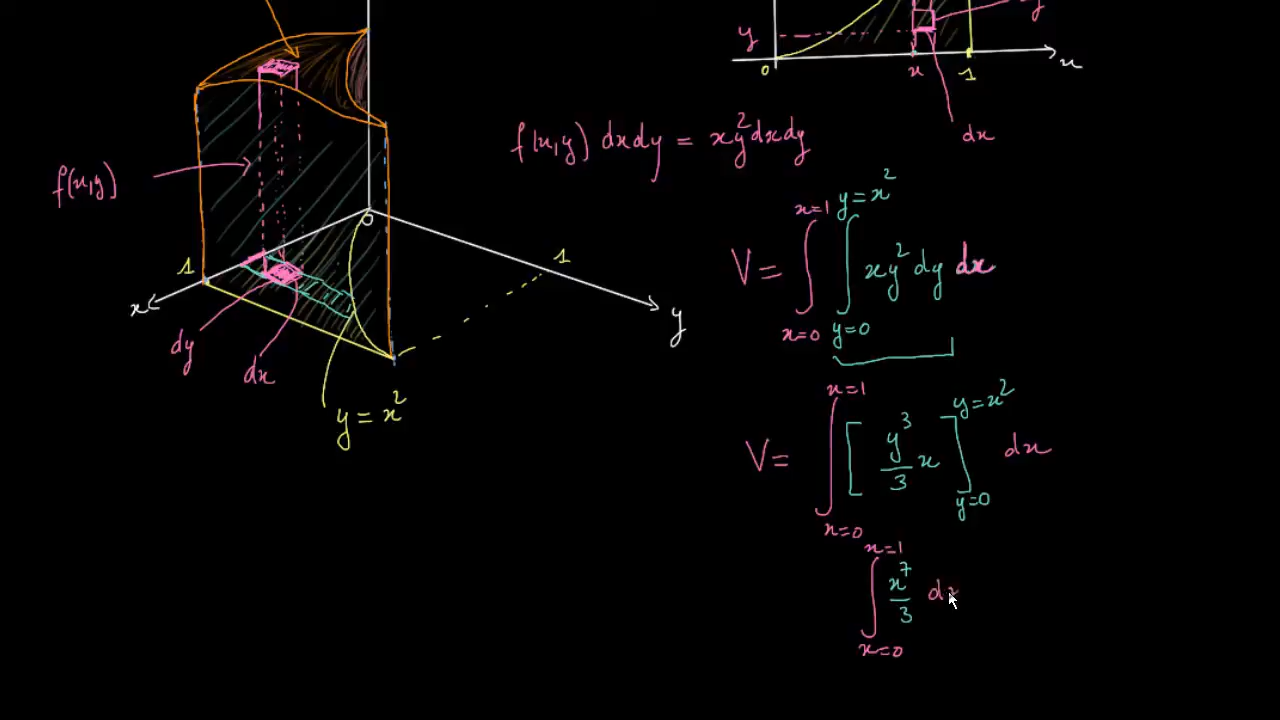 y
0
x
1
x
dx
f(x,y) dxdy = xy²dxdy
f(x,y)
0
1
1
x
y
dy
dx
y = x²
x=1 y=x²
V= ∫ ∫ xy² dy dx
x=0 y=0
x=1 y=x²
V= ∫ [ y³/3 x ] dx
x=0 y=0
x=1
∫ x⁷/3 dx
x=0